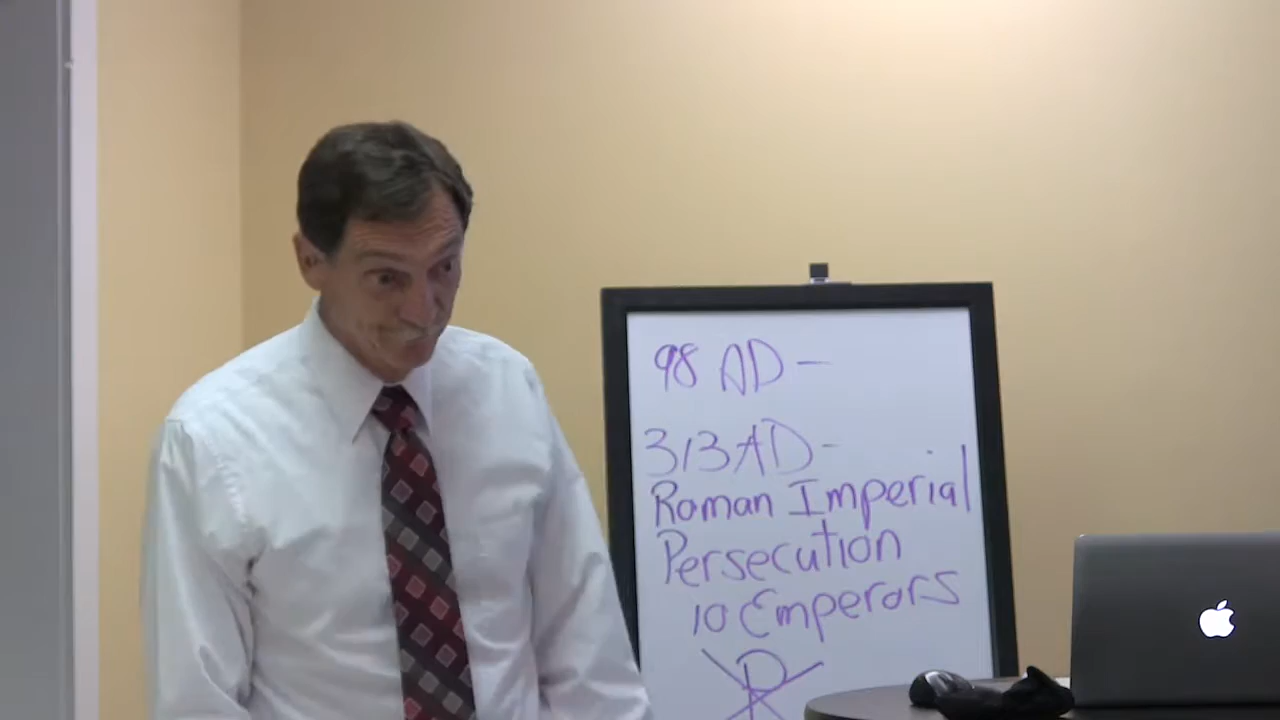 98 AD –
313 AD –
Roman Imperial
Persecution
10 Emperors